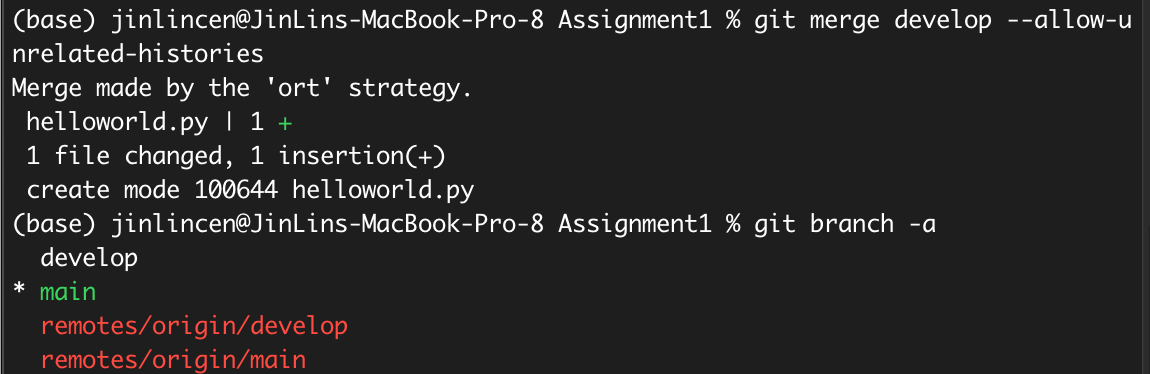 (base) jinlincen@JinLins-MacBook-Pro-8 Assignment1 % git merge develop --allow-u
nrelated-histories
Merge made by the 'ort' strategy.
 helloworld.py | 1 +
 1 file changed, 1 insertion(+)
 create mode 100644 helloworld.py
(base) jinlincen@JinLins-MacBook-Pro-8 Assignment1 % git branch -a
  develop
* main
  remotes/origin/develop
  remotes/origin/main